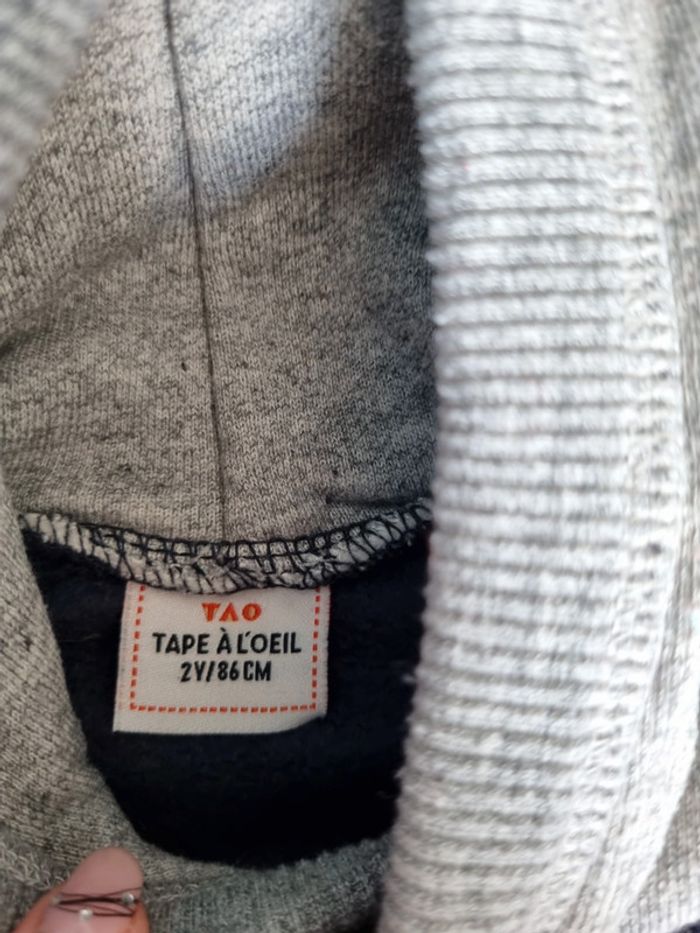 TAO
TAPE À L'OEIL
2Y/86CM